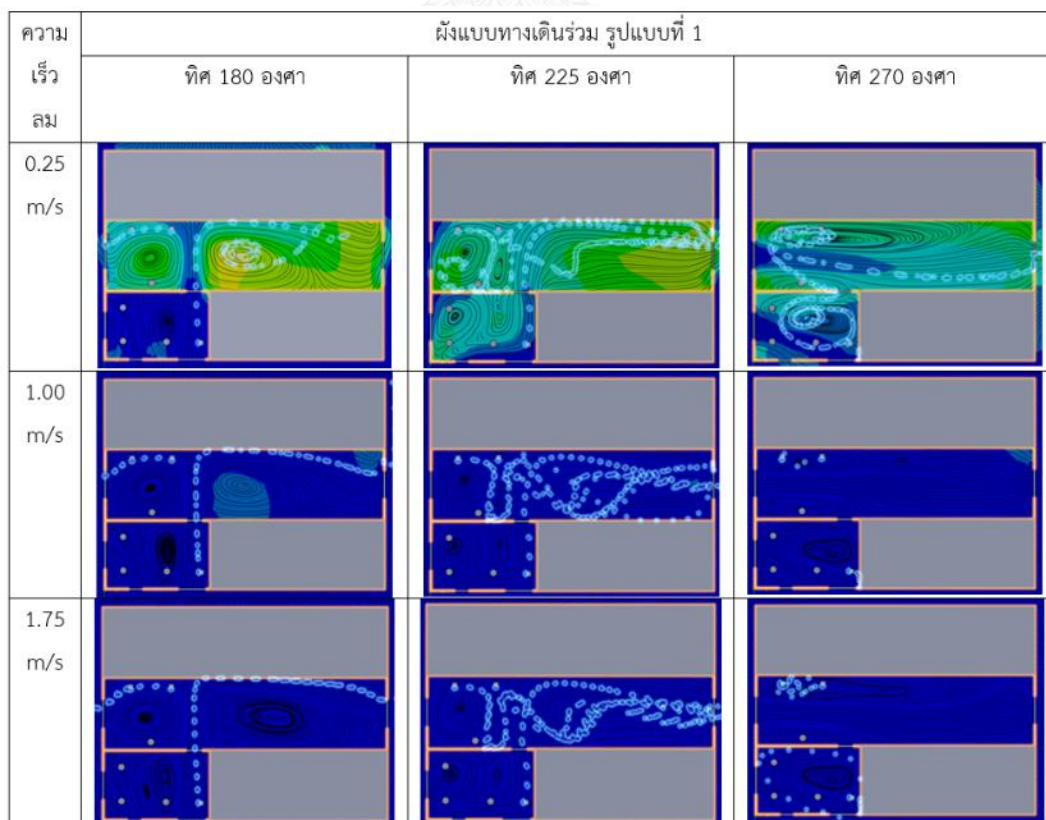 ความเร็วลม
ผังแบบทางเดินร่วม รูปแบบที่ 1
ทิศ 180 องศา
ทิศ 225 องศา
ทิศ 270 องศา
0.25
m/s
1.00
m/s
1.75
m/s